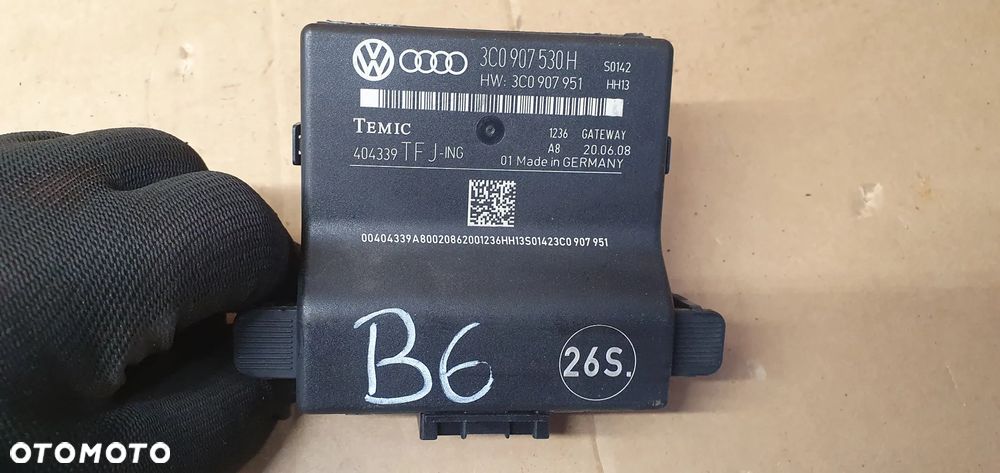 3C0 907 530 H
S0142
HW: 3C0 907 951
HH13
TEMIC
1236 GATEWAY
A8 20.06.08
404339 TFJ-ING
01 Made in GERMANY
00404339A80020862001236HH13S01423C0 907 951
B6
26S.
OTOMOTO